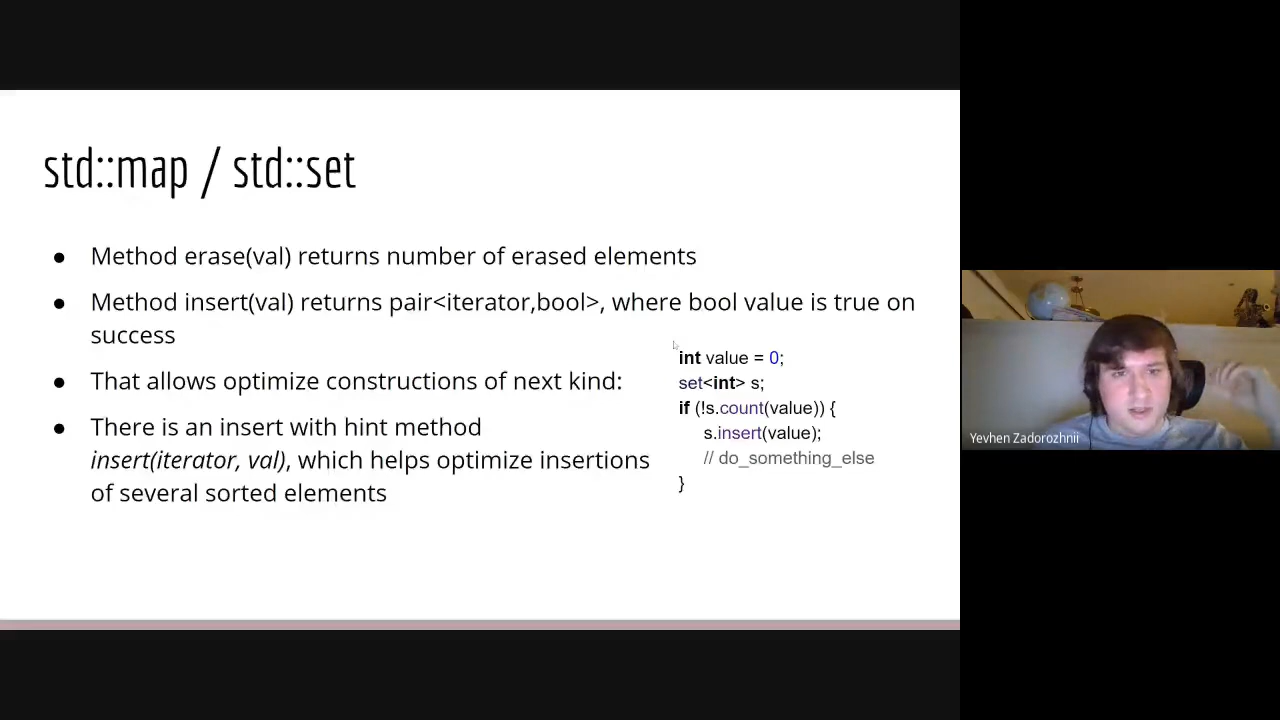 std::map / std::set
● Method erase(val) returns number of erased elements
● Method insert(val) returns pair<iterator,bool>, where bool value is true on
success
● That allows optimize constructions of next kind:
● There is an insert with hint method
insert(iterator, val), which helps optimize insertions
of several sorted elements
int value = 0;
set<int> s;
if (!s.count(value)) {
s.insert(value);
// do_something_else
}
Yevhen Zadorozhnii